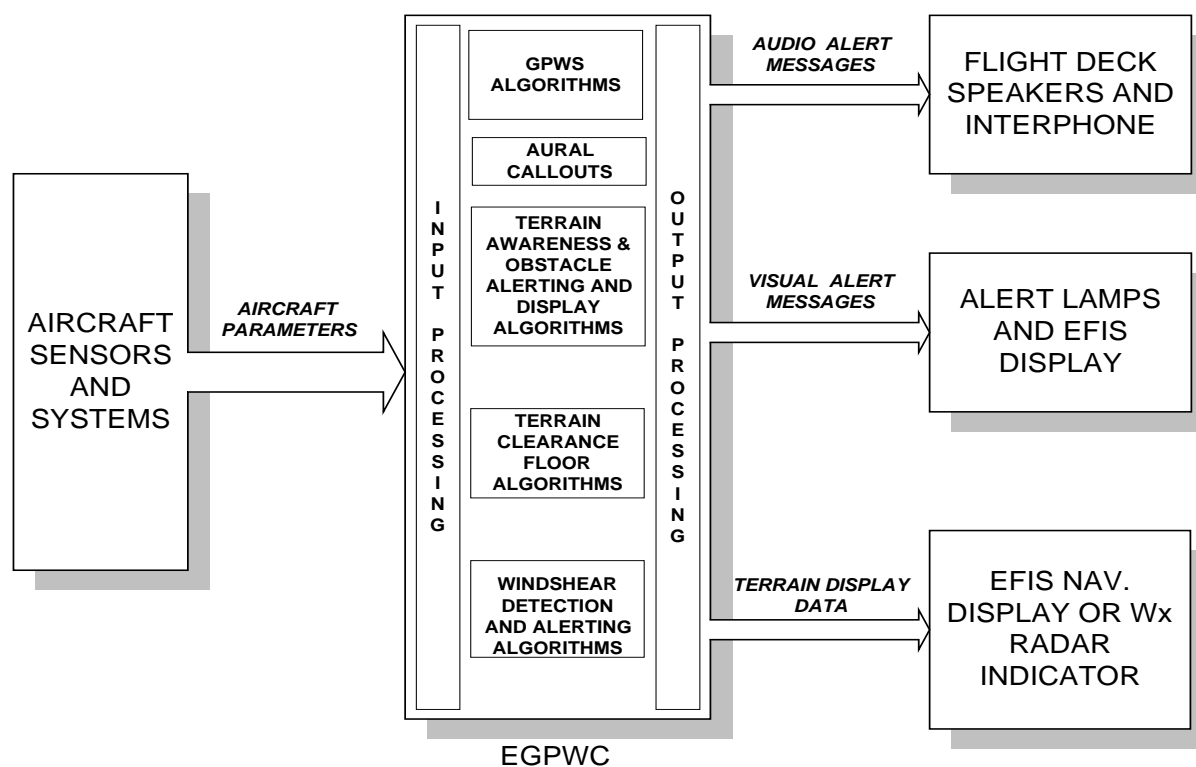 AIRCRAFT
SENSORS
AND
SYSTEMS
AIRCRAFT
PARAMETERS
INPUT PROCESSING
GPWS
ALGORITHMS
AURAL
CALLOUTS
TERRAIN
AWARENESS &
OBSTACLE
ALERTING AND
DISPLAY
ALGORITHMS
TERRAIN
CLEARANCE
FLOOR
ALGORITHMS
WINDSHEAR
DETECTION
AND ALERTING
ALGORITHMS
OUTPUT PROCESSING
EGPWC
AUDIO ALERT
MESSAGES
FLIGHT DECK
SPEAKERS AND
INTERPHONE
VISUAL ALERT
MESSAGES
ALERT LAMPS
AND EFIS
DISPLAY
TERRAIN DISPLAY
DATA
EFIS NAV.
DISPLAY OR Wx
RADAR
INDICATOR